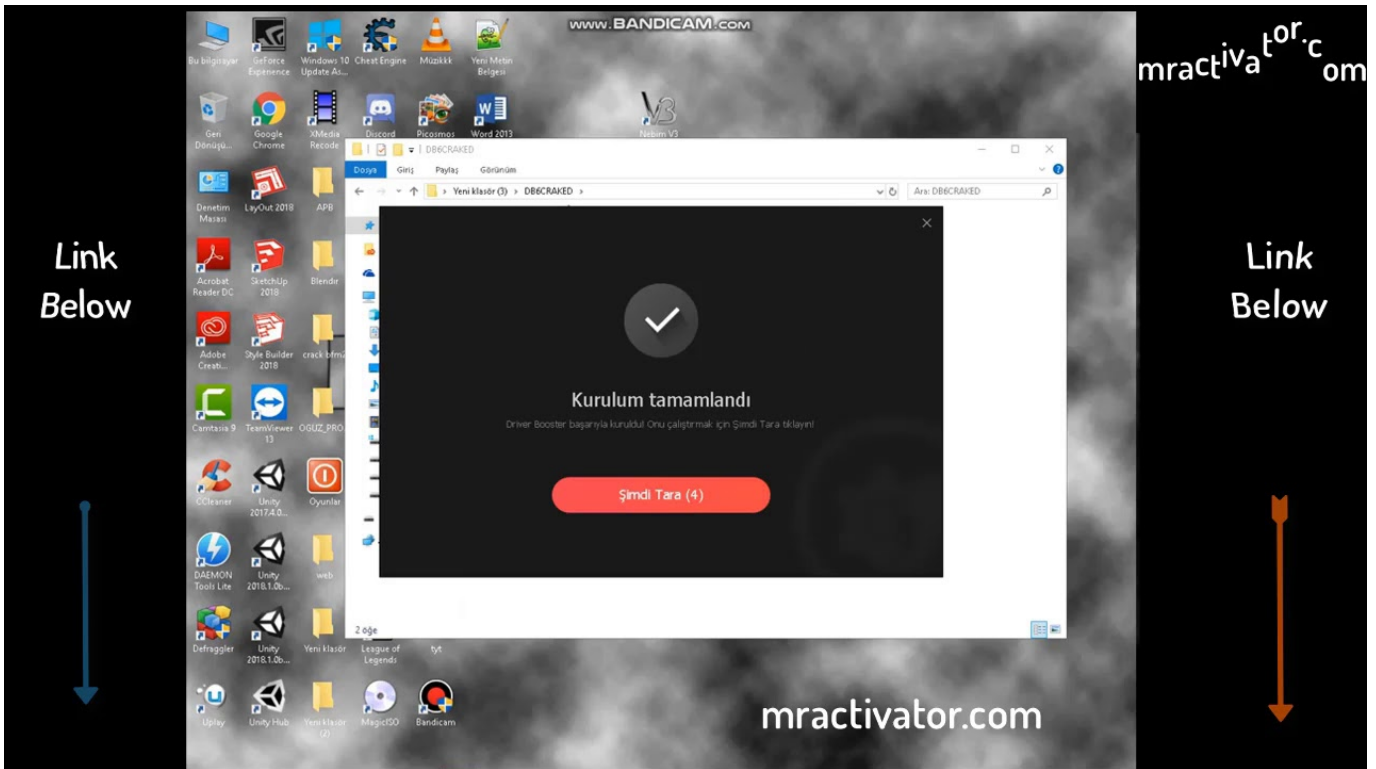 www.BANDICAM.com
mractivator.com
Bu bilgisayar
GeForce
Experience
Windows 10
Update As...
Cheat Engine
Müzikkk
Yeni Metin
Belgesi
Geri
Dönüşü...
Google
Chrome
XMedia
Recode
Discord
Picosmos
Word 2013
Nebim V3
DB6CRAKED
Dosya
Giriş
Paylaş
Görünüm
Yeni klasör (3) > DB6CRAKED >
Ara: DB6CRAKED
Denetim
Masası
LayOut 2018
APB
Link
Below
Link
Below
Acrobat
Reader DC
SketchUp
2018
Blendır
Adobe
Creati...
Style Builder
2018
crack bfm2
Kurulum tamamlandı
Driver Booster başarıyla kuruldu! Onu çalıştırmak için Şimdi Tara tıklayın!
Şimdi Tara (4)
Camtasia 9
TeamViewer
13
OGUZ_PRO
CCleaner
Unity
2017.4.0...
Oyunlar
DAEMON
Tools Lite
Unity
2018.1.0b...
web
2 öğe
Defraggler
Unity
2018.1.0b...
Yeni klasör
League of
Legends
tyt
Uplay
Unity Hub
Yeni klasör
(2)
MagicISO
Bandicam
mractivator.com